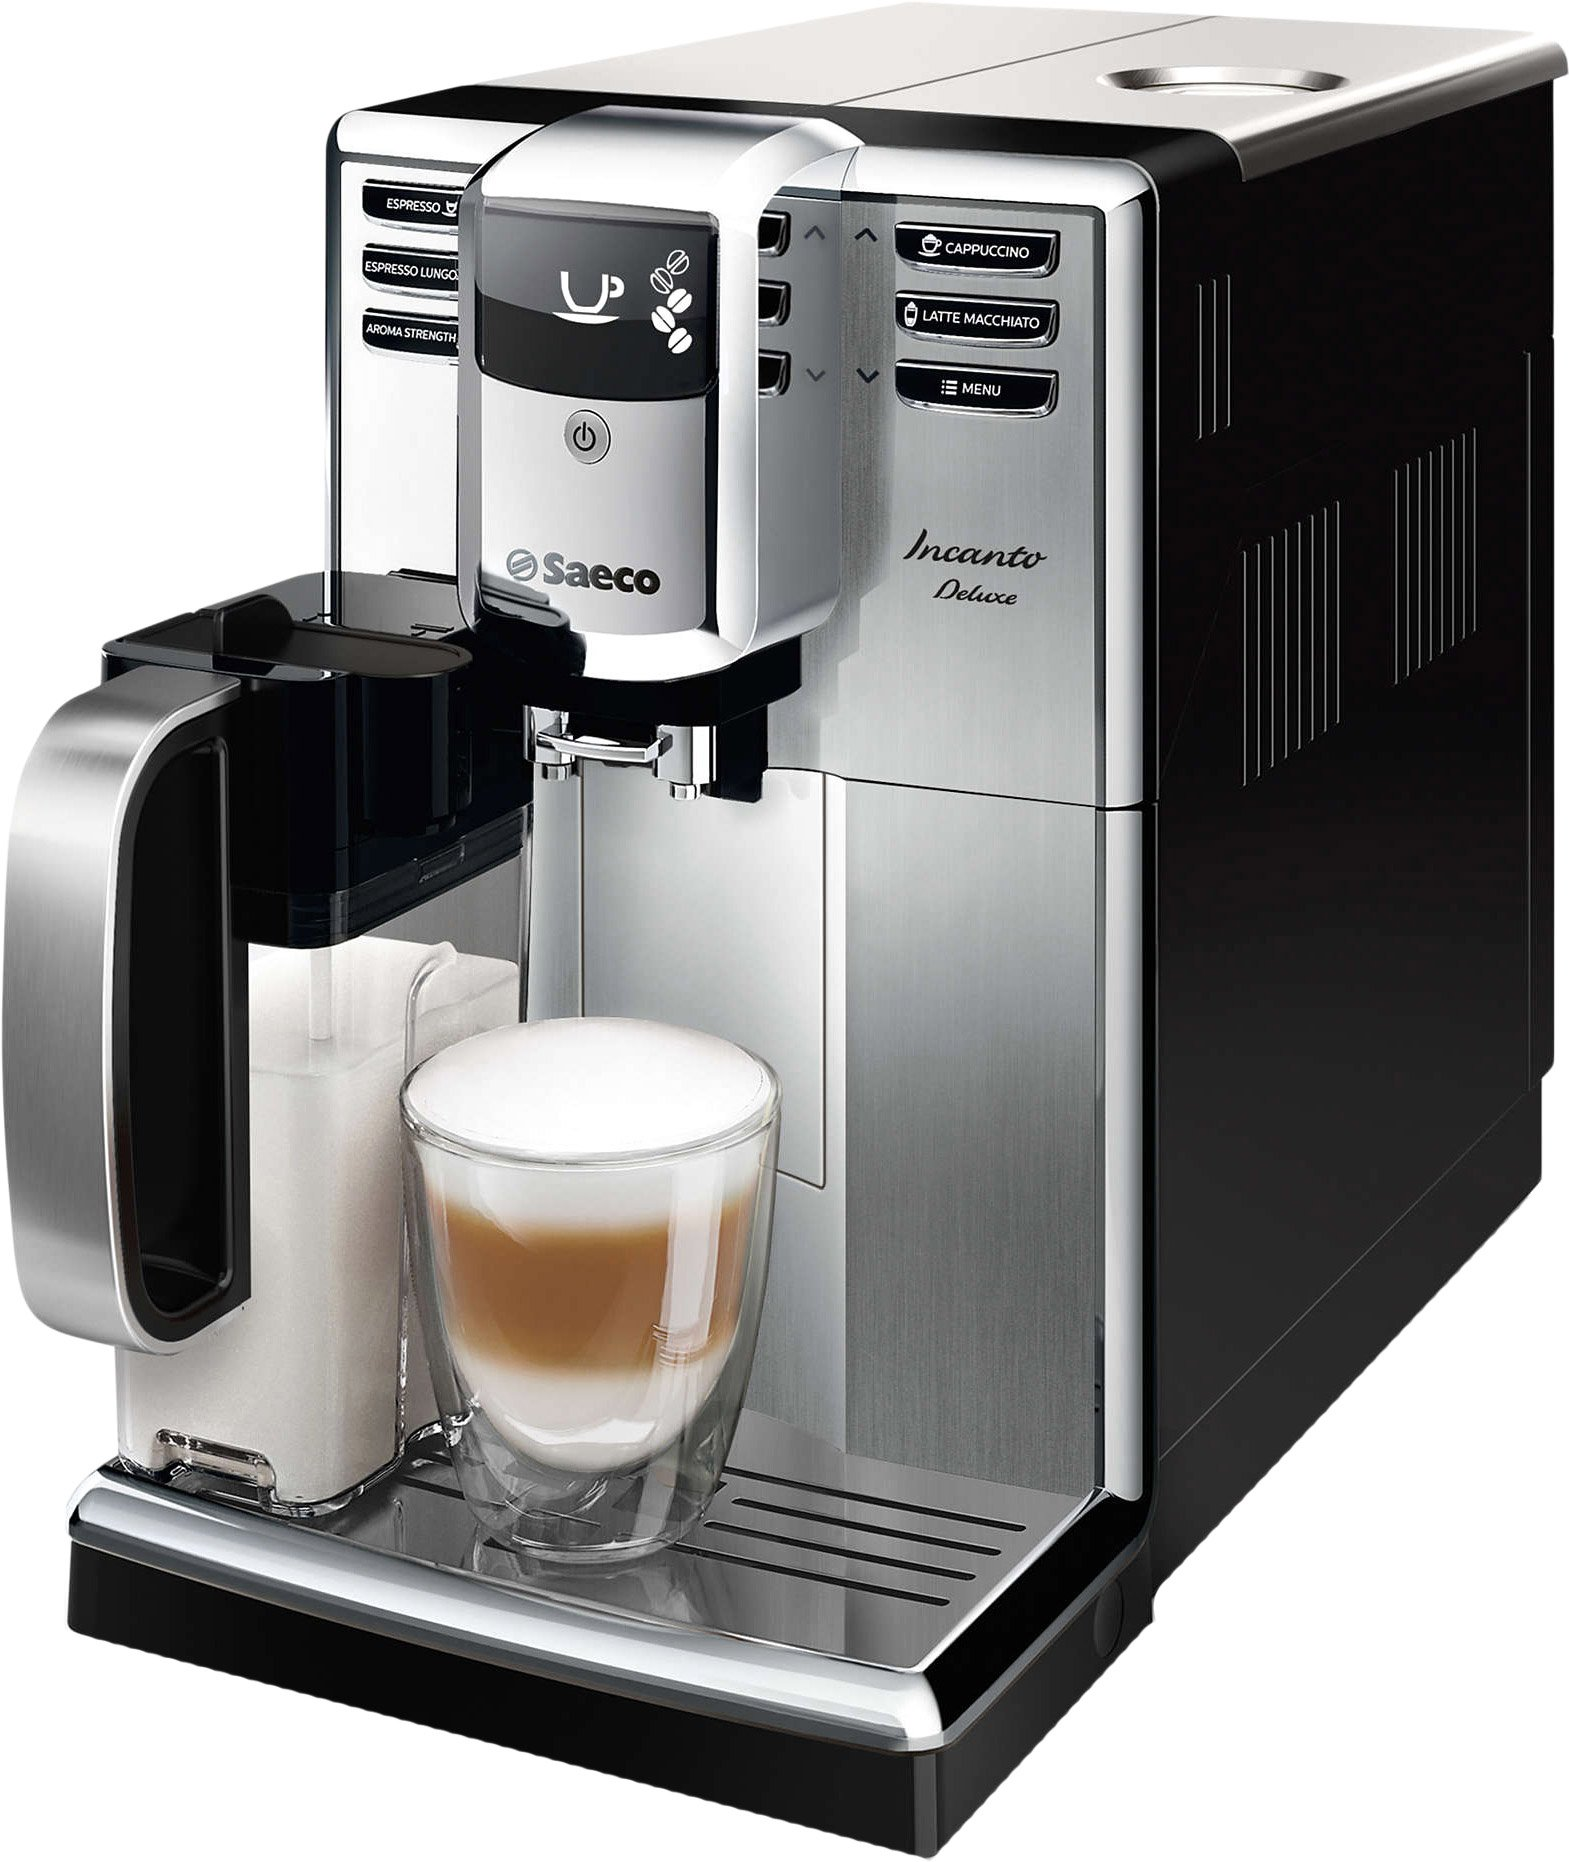 ESPRESSO
ESPRESSO LUNGO
AROMA STRENGTH
CAPPUCCINO
LATTE MACCHIATO
MENU
Saeco
Incanto
Deluxe